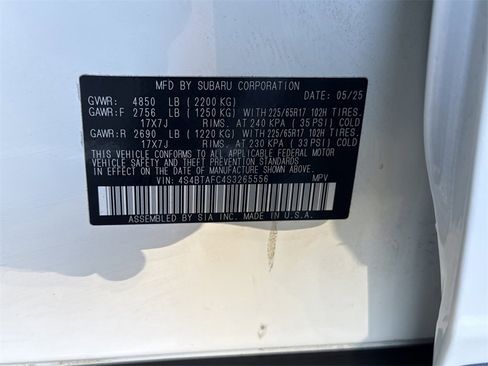 MFD BY SUBARU CORPORATION
GVWR: 4850 LB (2200 KG) DATE: 05/25
GAWR:F 2756 LB (1250 KG) WITH 225/65R17 102H TIRES,
17X7J RIMS, AT 240 KPA (35 PSI) COLD
GAWR:R 2690 LB (1220 KG) WITH 225/65R17 102H TIRES,
17X7J RIMS, AT 230 KPA (33 PSI) COLD
THIS VEHICLE CONFORMS TO ALL APPLICABLE FEDERAL MOTOR
VEHICLE SAFETY AND THEFT PREVENTION STANDARDS
IN EFFECT ON THE DATE OF MANUFACTURE SHOWN ABOVE.
VIN: 4S4BTAFC4S3265556 MPV
ASSEMBLED BY SIA INC. MADE IN U.S.A.